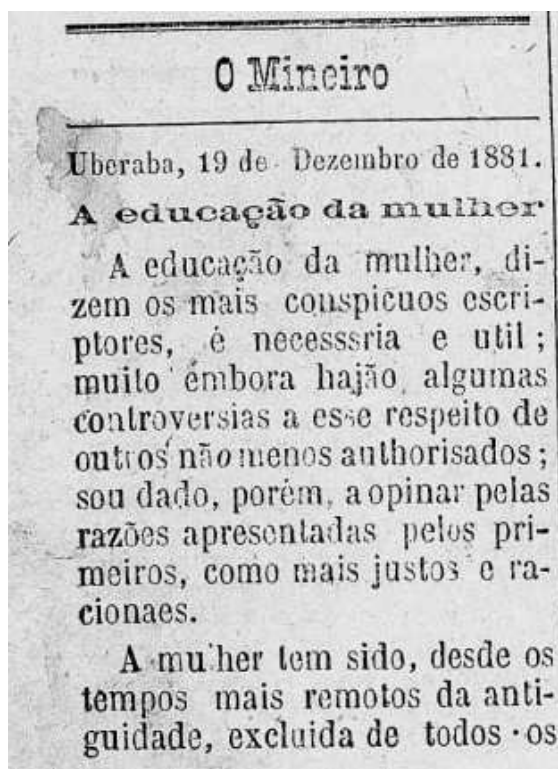 O Mineiro
Uberaba, 19 de Dezembro de 1881.
A educação da mulher
A educação da mulher, di-
zem os mais conspicuos escri-
ptores, é necesssria e util ;
muito embora hajão algumas
controversias a esse respeito de
outros não menos authorisados ;
sou dado, porém, a opinar pelas
razões apresentadas pelos pri-
meiros, como mais justos e ra-
cionaes.
A mulher tem sido, desde os
tempos mais remotos da anti-
guidade, excluida de todos os